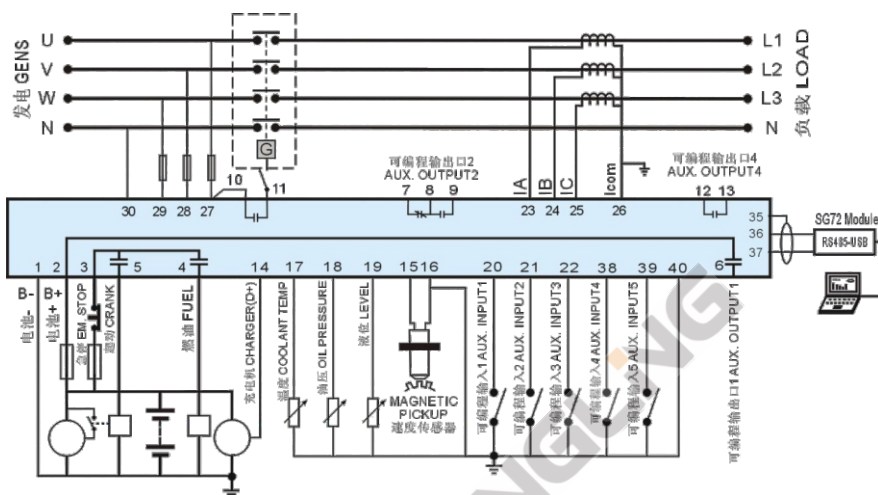 发电 GENS
U
V
W
N
L1
L2
L3
N
负载 LOAD
G
10
11
可编程输出口2
AUX. OUTPUT2
7 8 9
IA
IB
IC
Icom
可编程输出口4
AUX. OUTPUT4
12 13
30
29
28
27
23
24
25
26
35
36
37
SG72 Module
RS485-USB
1
2
3
5
4
14
17
18
19
15
16
20
21
22
38
39
40
6
B-
电池-
B+
电池+
急停 EM. STOP
起动 CRANK
燃油 FUEL
充电机 CHARGER(D+)
温度 COOLANT TEMP
油压 OIL PRESSURE
液位 LEVEL
MAGNETIC
PICKUP
速度传感器
可编程输入1 AUX. INPUT1
可编程输入2 AUX. INPUT2
可编程输入3 AUX. INPUT3
可编程输入4 AUX. INPUT4
可编程输入5 AUX. INPUT5
可编程输出口1 AUX. OUTPUT1